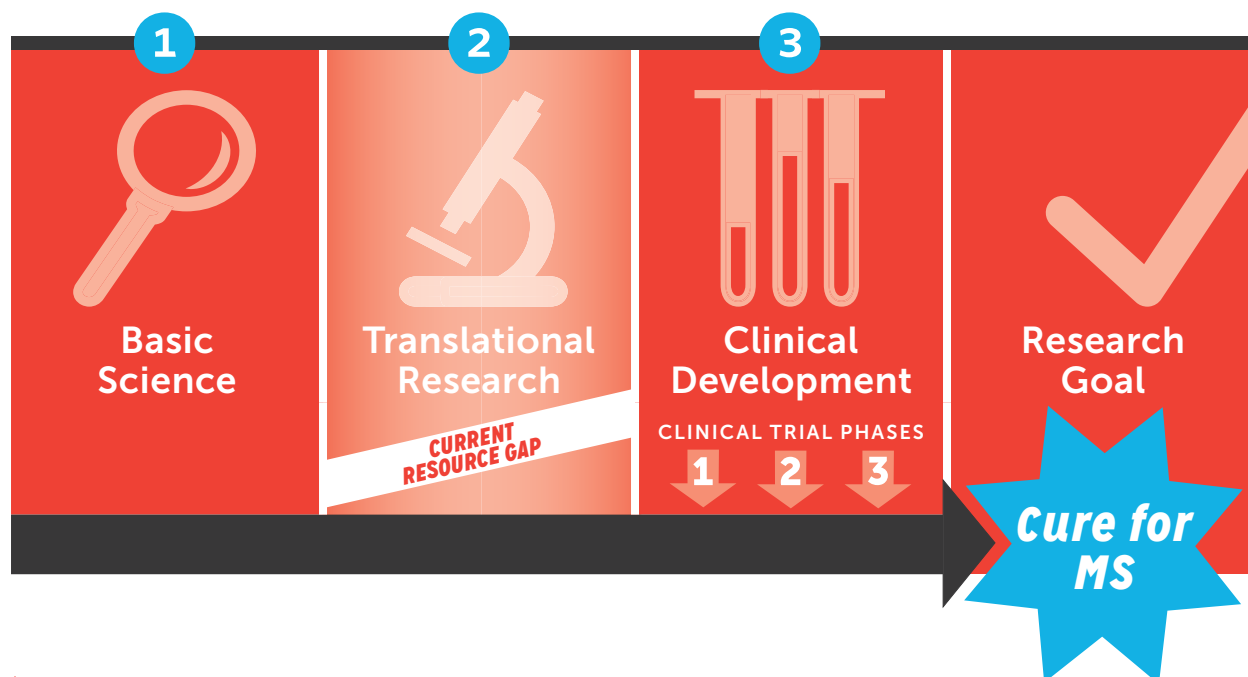 1
Basic
Science
2
Translational
Research
CURRENT
RESOURCE GAP
3
Clinical
Development
CLINICAL TRIAL PHASES
1 2 3
Research
Goal
Cure for
MS